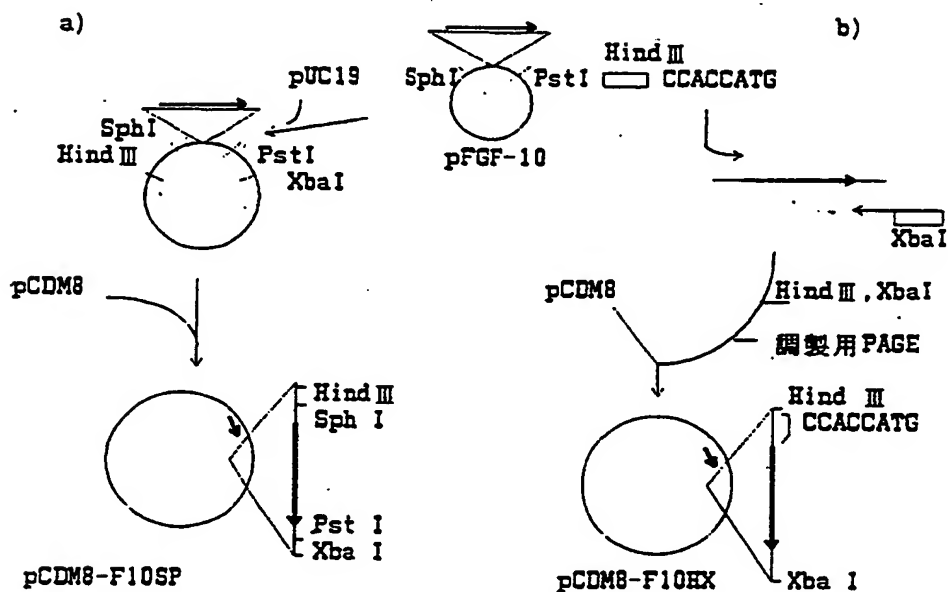 a)
b)
pUC19
SphI
PstI
pFGF-10
Hind Ⅲ
CCACCATG
SphI
Hind Ⅲ
PstI
XbaI
XbaI
pCDM8
pCDM8
Hind Ⅲ, XbaI
調製用PAGE
Hind Ⅲ
Sph I
Pst I
Xba I
pCDM8-F10SP
Hind Ⅲ
CCACCATG
Xba I
pCDM8-F10HX